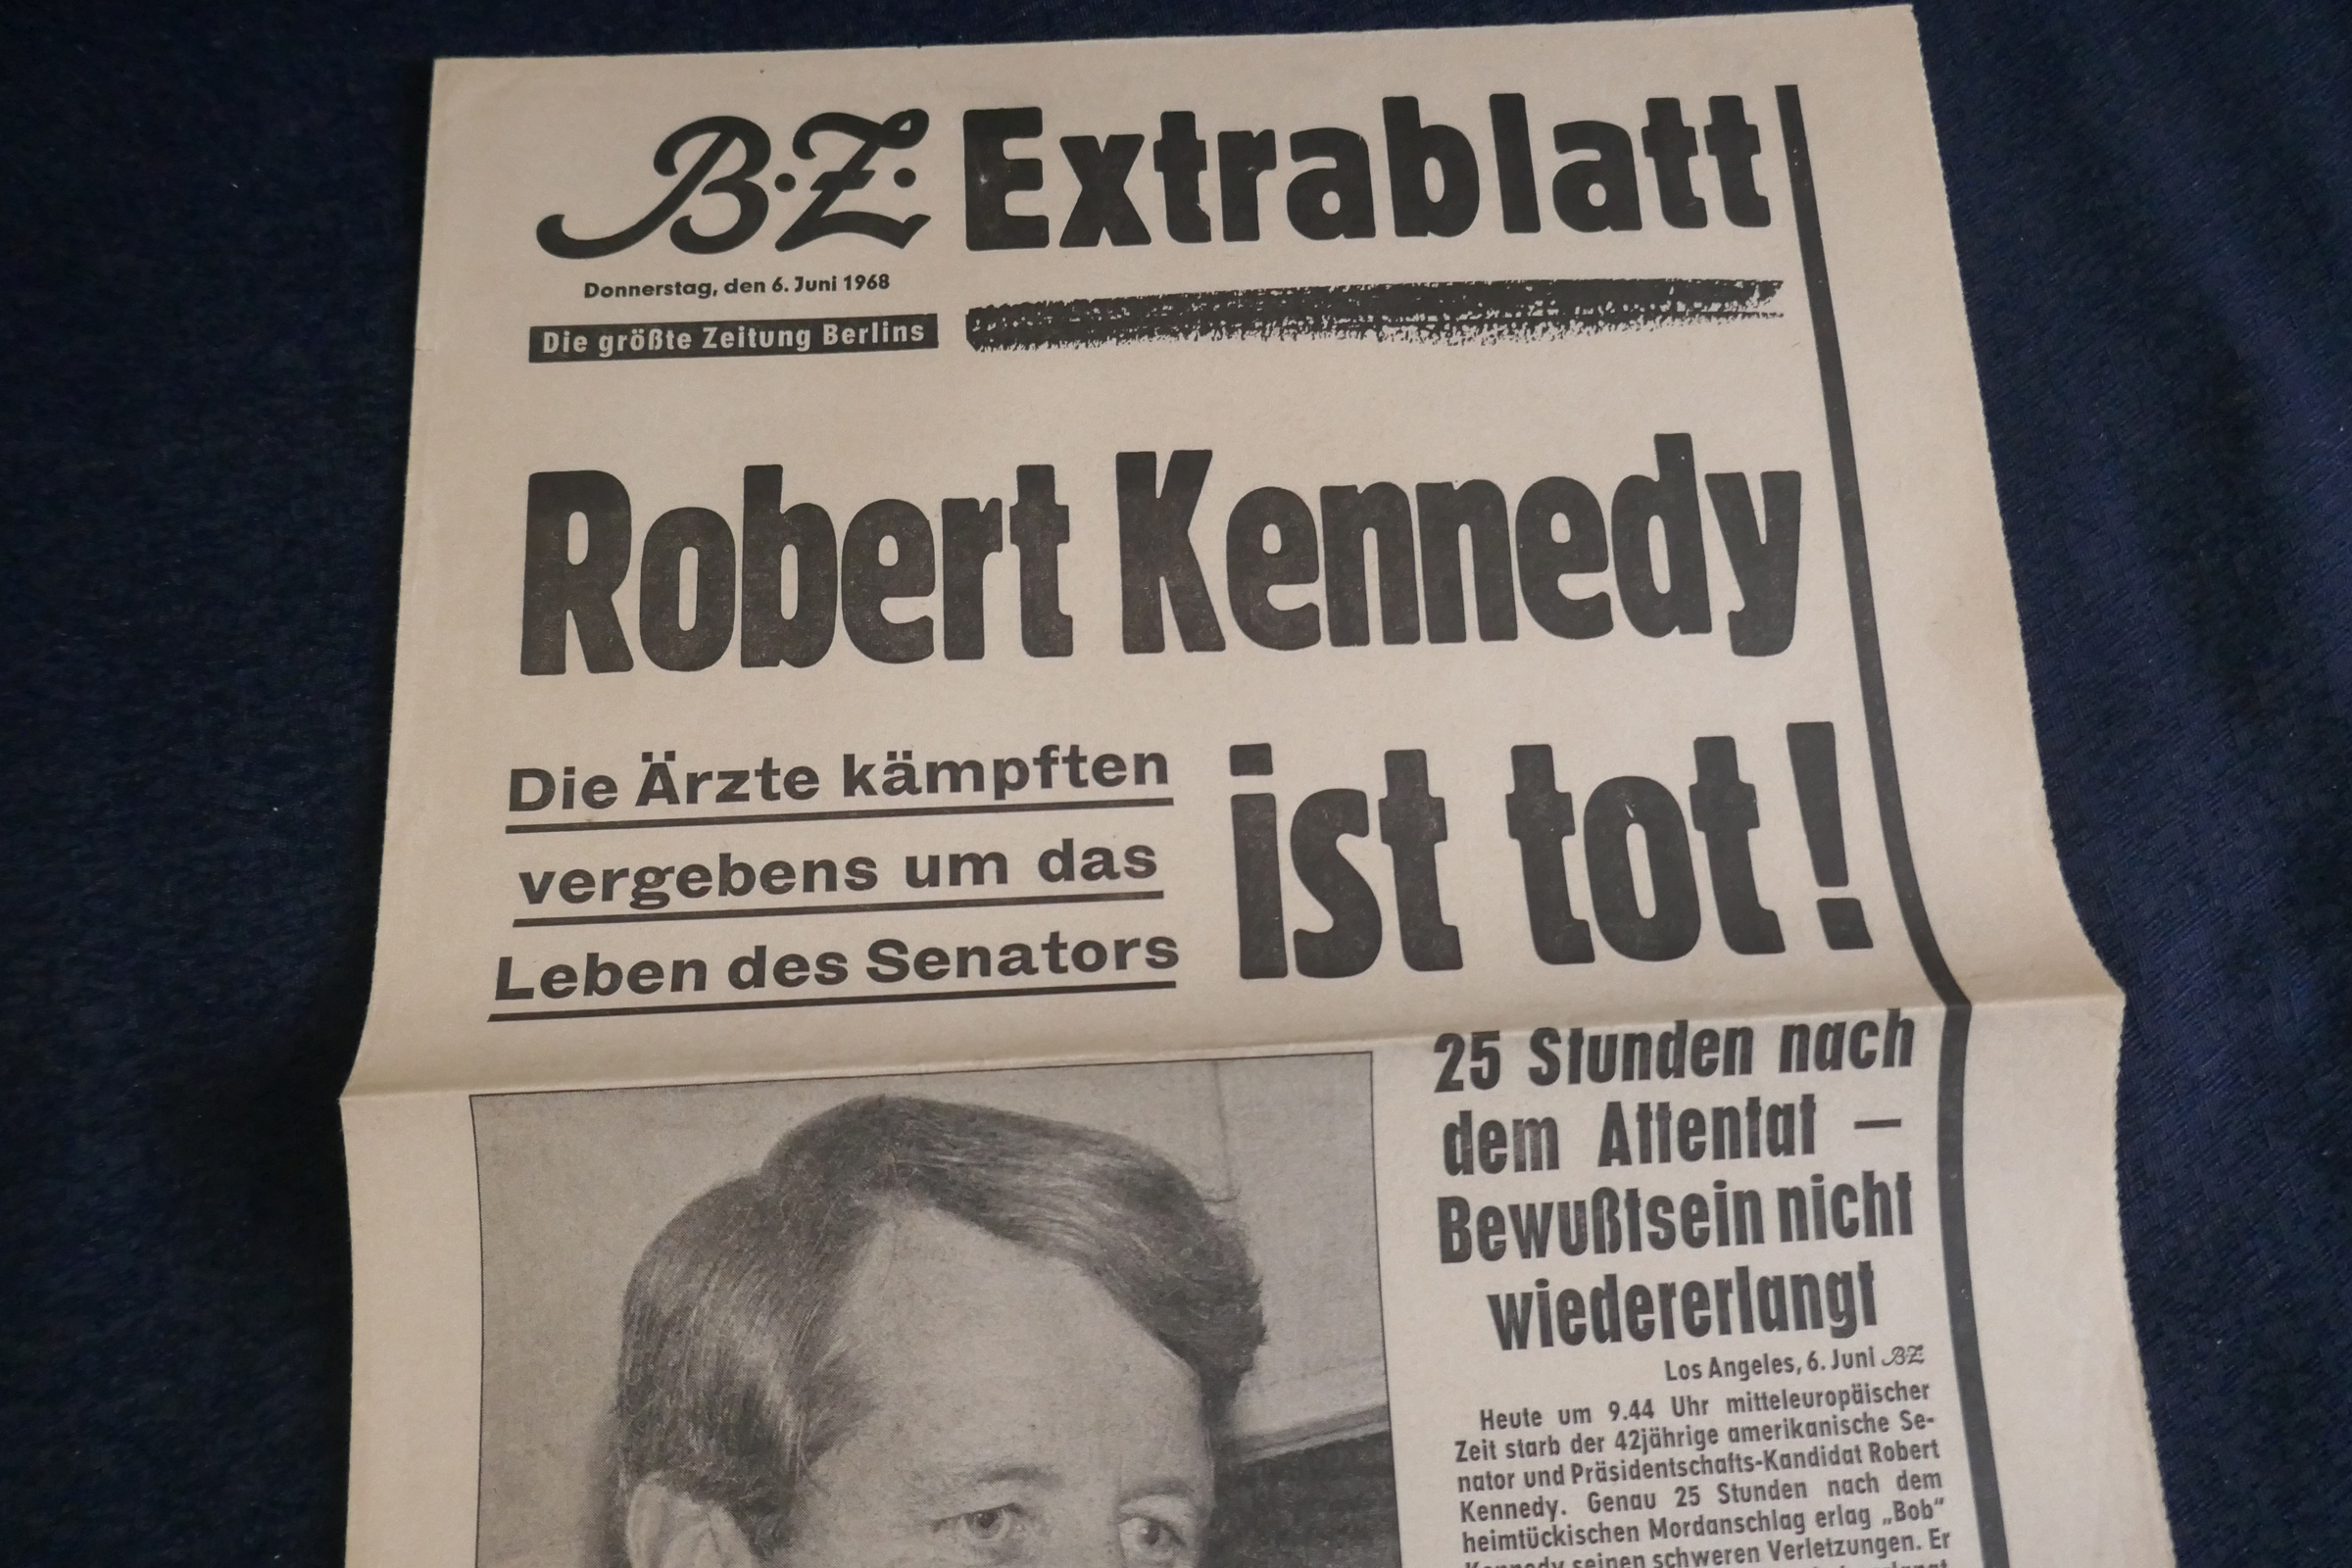 B·Z· Extrablatt
Donnerstag, den 6. Juni 1968
Die größte Zeitung Berlins
Robert Kennedy
ist tot!
Die Ärzte kämpften
vergebens um das
Leben des Senators
25 Stunden nach
dem Attentat –
Bewußtsein nicht
wiedererlangt
Los Angeles, 6. Juni BZ
Heute um 9.44 Uhr mitteleuropäischer
Zeit starb der 42jährige amerikanische Se-
nator und Präsidentschafts-Kandidat Robert
Kennedy. Genau 25 Stunden nach dem
heimtückischen Mordanschlag erlag „Bob“
Kennedy seinen schweren Verletzungen. Er